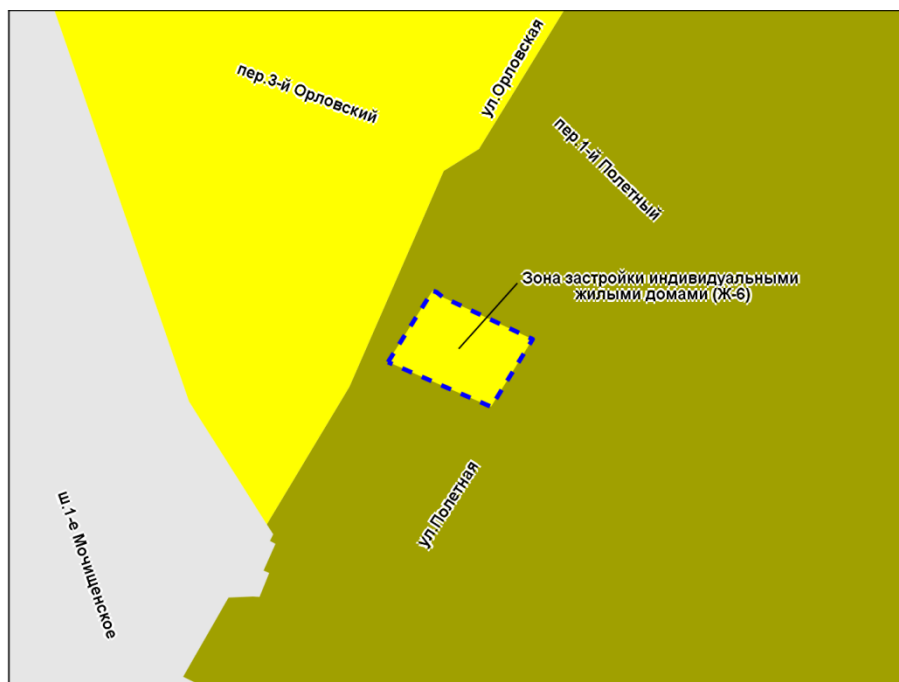 пер.3-й Орловский
ул.Орловская
пер.1-й Полетный
Зона застройки индивидуальными
жилыми домами (Ж-6)
ул.Полетная
ш.1-е Мочищенское